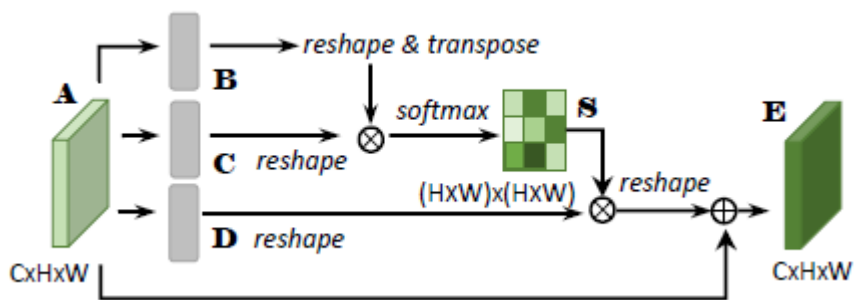 reshape & transpose
B
A
softmax
S
E
C
reshape
(HxW)x(HxW)
reshape
D
reshape
CxHxW
CxHxW